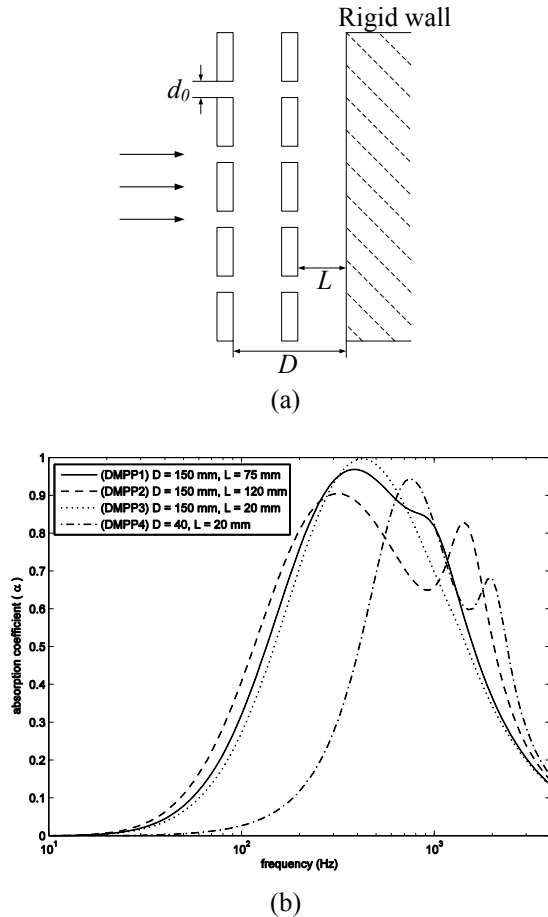 Rigid wall
d0
L
D
(a)
1
0.9
0.8
0.7
0.6
0.5
0.4
0.3
0.2
0.1
0
absorption coefficient ( α )
(DMPP1) D = 150 mm, L = 75 mm
(DMPP2) D = 150 mm, L = 120 mm
(DMPP3) D = 150 mm, L = 20 mm
(DMPP4) D = 40, L = 20 mm
10^1
10^2
10^3
frequency (Hz)
(b)